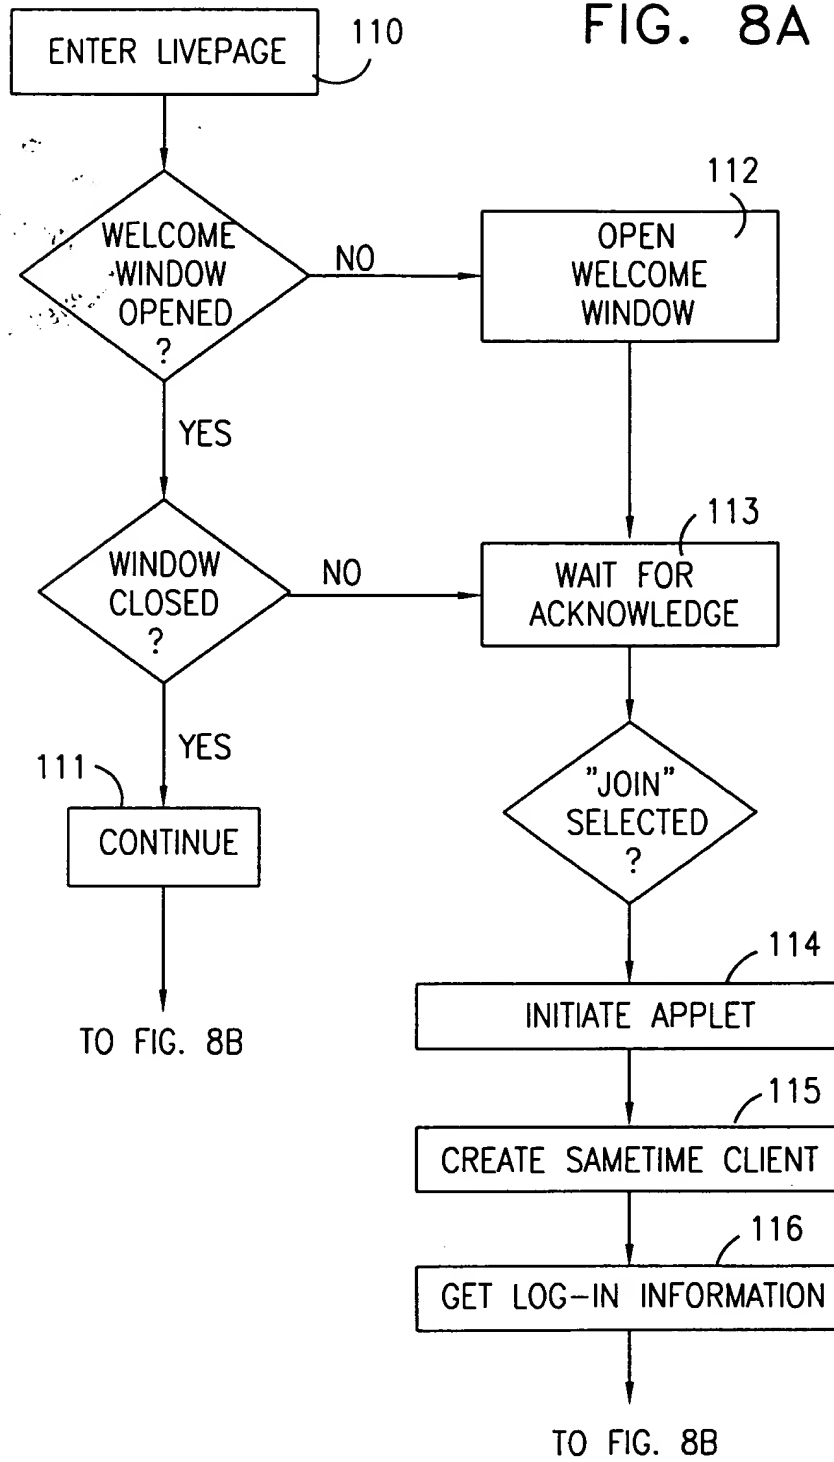 FIG. 8A
ENTER LIVEPAGE
110
WELCOME
WINDOW
OPENED
?
NO
112
OPEN
WELCOME
WINDOW
YES
WINDOW
CLOSED
?
NO
113
WAIT FOR
ACKNOWLEDGE
YES
111
CONTINUE
TO FIG. 8B
"JOIN"
SELECTED
?
114
INITIATE APPLET
115
CREATE SAMETIME CLIENT
116
GET LOG-IN INFORMATION
TO FIG. 8B